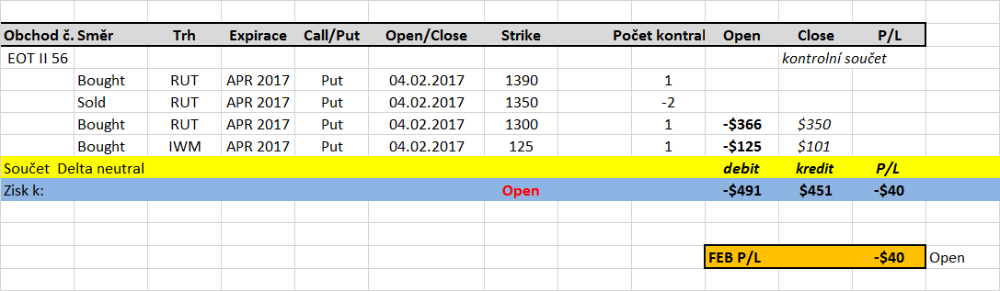 Obchod č. Směr Trh Expirace Call/Put Open/Close Strike Počet kontral Open Close P/L
EOT II 56 kontrolní součet
Bought RUT APR 2017 Put 04.02.2017 1390 1
Sold RUT APR 2017 Put 04.02.2017 1350 -2
Bought RUT APR 2017 Put 04.02.2017 1300 1 -$366 $350
Bought IWM APR 2017 Put 04.02.2017 125 1 -$125 $101
Součet Delta neutral debit kredit P/L
Zisk k: Open -$491 $451 -$40
FEB P/L -$40 Open